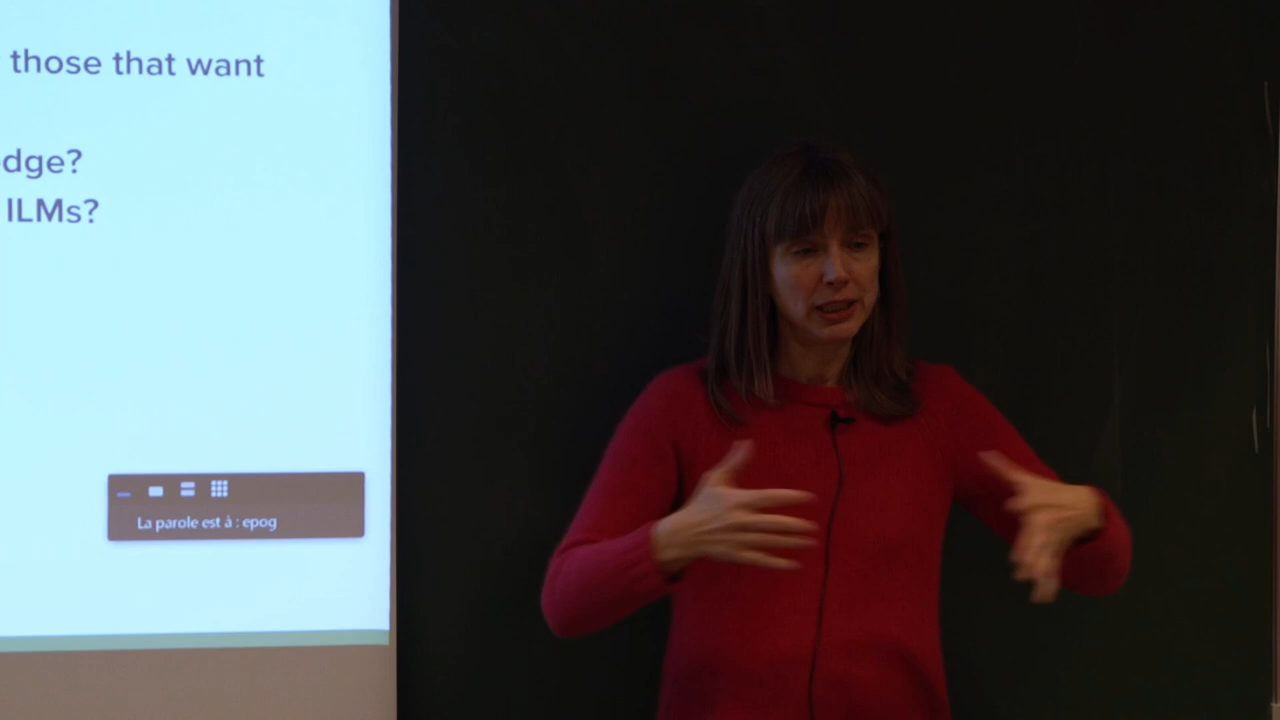 those that want
dge?
ILMs?
La parole est à : epog